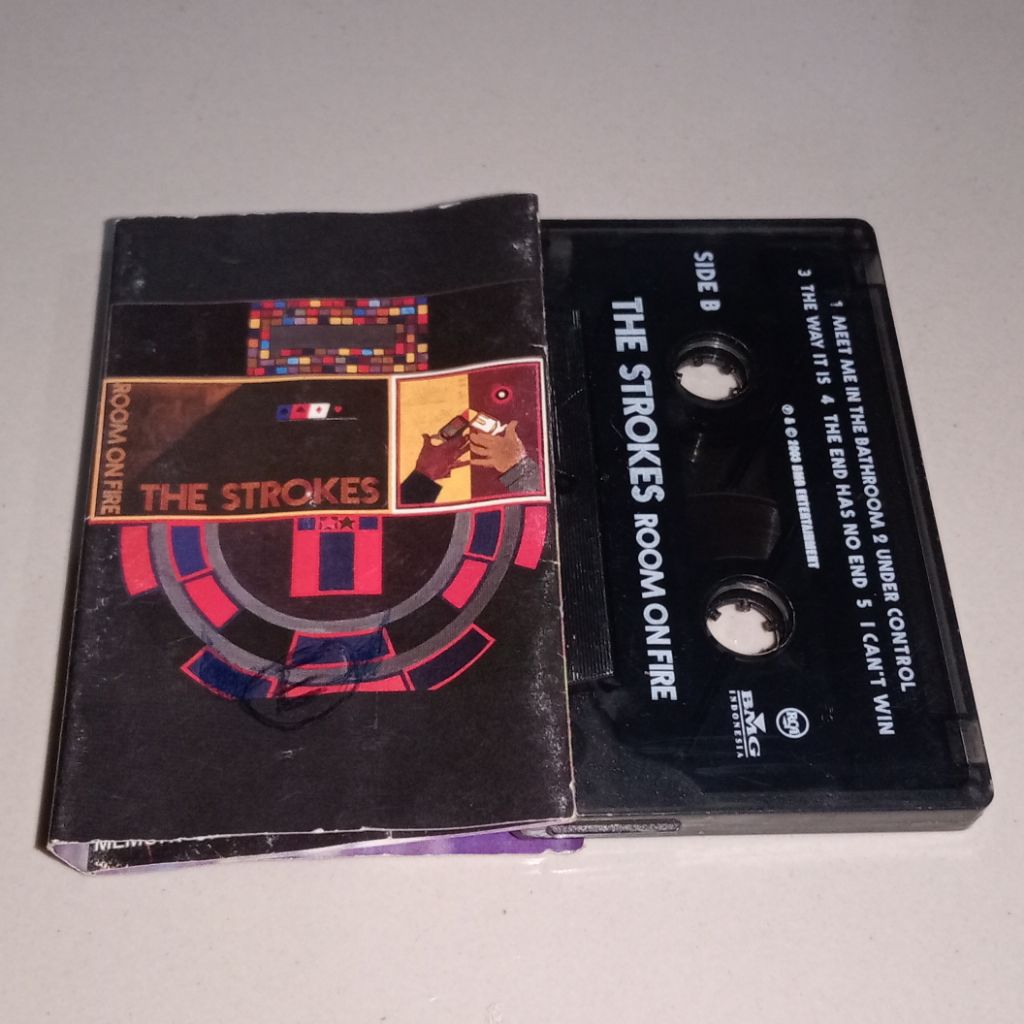 ROOM ON FIRE
THE STROKES
SIDE B
1 MEET ME IN THE BATHROOM 2 UNDER CONTROL
3 THE WAY IT IS 4 THE END HAS NO END 5 I CAN'T WIN
THE STROKES ROOM ON FIRE
BMG
INDONESIA